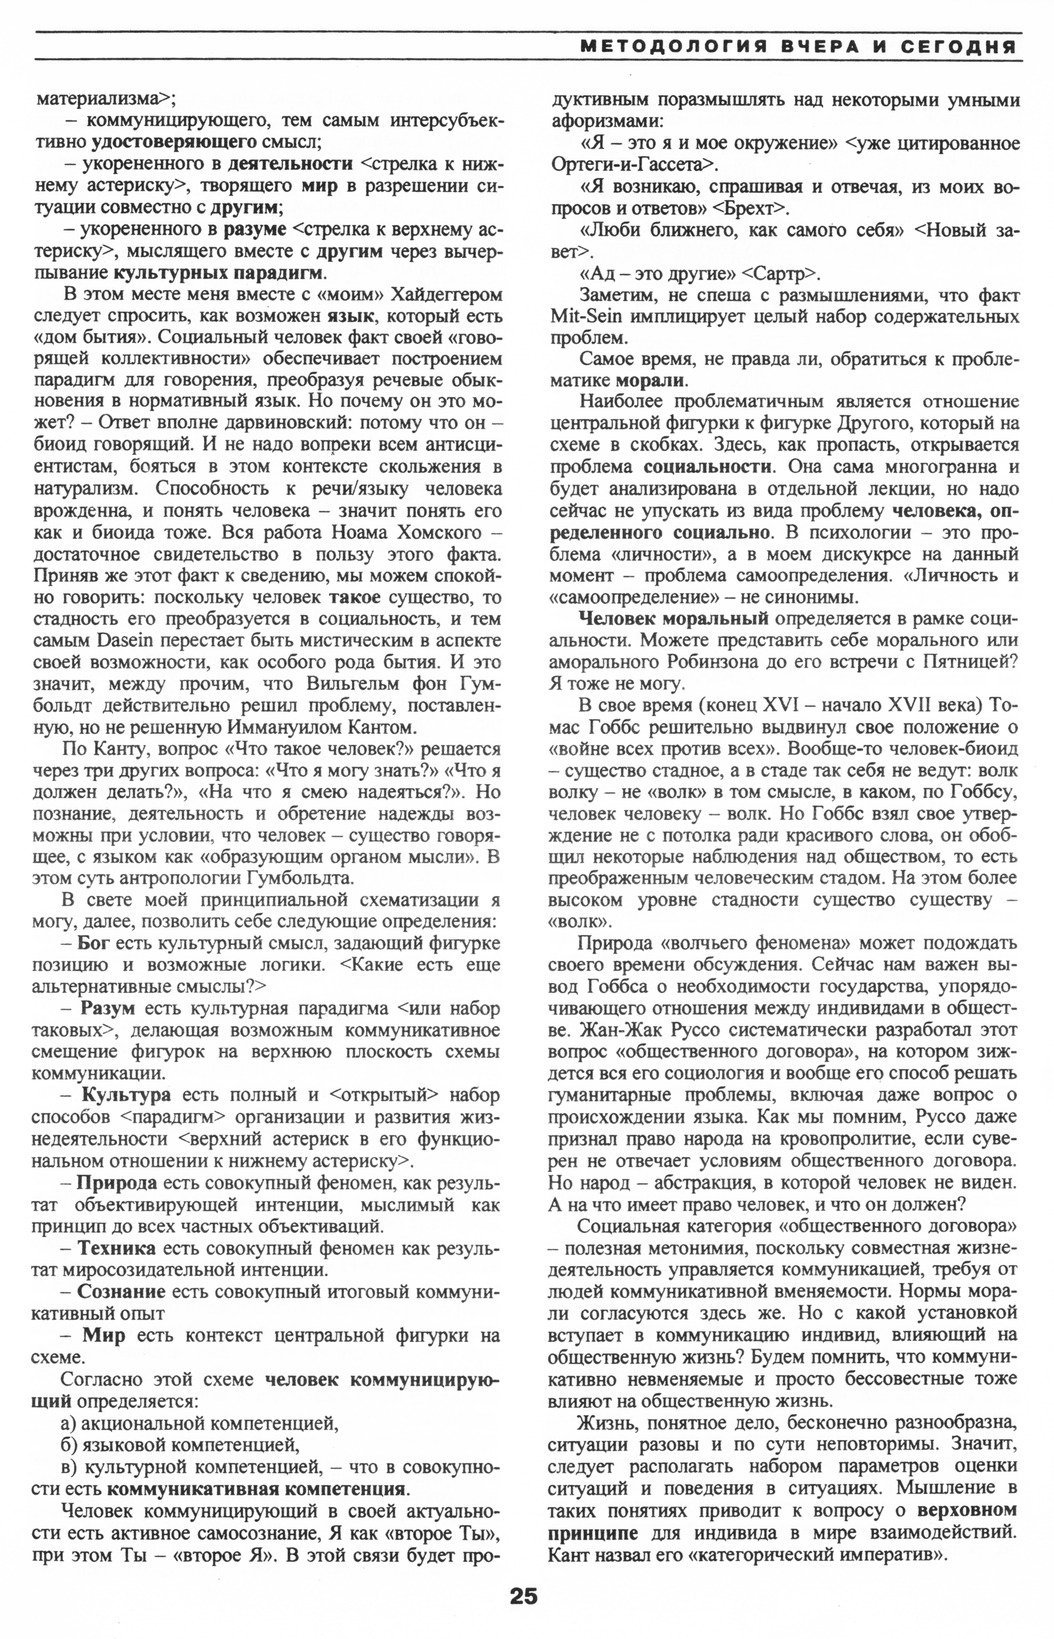 МЕТОДОЛОГИЯ ВЧЕРА И СЕГОДНЯ
материализма>;
– коммуницирующего, тем самым интерсубъек-
тивно удостоверяющего смысл;
– укорененного в деятельности <стрелка к ниж-
нему астериску>, творящего мир в разрешении си-
туации совместно с другим;
– укорененного в разуме <стрелка к верхнему ас-
териску>, мыслящего вместе с другим через вычер-
пывание культурных парадигм.
В этом месте меня вместе с «моим» Хайдеггером
следует спросить, как возможен язык, который есть
«дом бытия». Социальный человек факт своей «гово-
рящей коллективности» обеспечивает построением
парадигм для говорения, преобразуя речевые обык-
новения в нормативный язык. Но почему он это мо-
жет? – Ответ вполне дарвиновский: потому что он –
биоид говорящий. И не надо вопреки всем антисци-
ентистам, бояться в этом контексте скольжения в
натурализм. Способность к речи/языку человека
врожденна, и понять человека – значит понять его
как и биоида тоже. Вся работа Ноама Хомского –
достаточное свидетельство в пользу этого факта.
Приняв же этот факт к сведению, мы можем спокой-
но говорить: поскольку человек такое существо, то
стадность его преобразуется в социальность, и тем
самым Dasein перестает быть мистическим в аспекте
своей возможности, как особого рода бытия. И это
значит, между прочим, что Вильгельм фон Гум-
больдт действительно решил проблему, поставлен-
ную, но не решенную Иммануилом Кантом.
По Канту, вопрос «Что такое человек?» решается
через три других вопроса: «Что я могу знать?» «Что я
должен делать?», «На что я смею надеяться?». Но
познание, деятельность и обретение надежды воз-
можны при условии, что человек – существо говоря-
щее, с языком как «образующим органом мысли». В
этом суть антропологии Гумбольдта.
В свете моей принципиальной схематизации я
могу, далее, позволить себе следующие определения:
– Бог есть культурный смысл, задающий фигурке
позицию и возможные логики. <Какие есть еще
альтернативные смыслы?>
– Разум есть культурная парадигма <или набор
таковых>, делающая возможным коммуникативное
смещение фигурок на верхнюю плоскость схемы
коммуникации.
– Культура есть полный и <открытый> набор
способов <парадигм> организации и развития жиз-
недеятельности <верхний астериск в его функцио-
нальном отношении к нижнему астериску>.
– Природа есть совокупный феномен, как резуль-
тат объективирующей интенции, мыслимый как
принцип до всех частных объективаций.
– Техника есть совокупный феномен как резуль-
тат миросозидательной интенции.
– Сознание есть совокупный итоговый коммуни-
кативный опыт
– Мир есть контекст центральной фигурки на
схеме.
Согласно этой схеме человек коммуницирую-
щий определяется:
а) акциональной компетенцией,
б) языковой компетенцией,
в) культурной компетенцией, – что в совокупно-
сти есть коммуникативная компетенция.
Человек коммуницирующий в своей актуально-
сти есть активное самосознание, Я как «второе Ты»,
при этом Ты – «второе Я». В этой связи будет про-
дуктивным поразмышлять над некоторыми умными
афоризмами:
«Я – это я и мое окружение» <уже цитированное
Ортеги-и-Гассета>.
«Я возникаю, спрашивая и отвечая, из моих во-
просов и ответов» <Брехт>.
«Люби ближнего, как самого себя» <Новый за-
вет>.
«Ад – это другие» <Сартр>.
Заметим, не спеша с размышлениями, что факт
Mit-Sein имплицирует целый набор содержательных
проблем.
Самое время, не правда ли, обратиться к пробле-
матике морали.
Наиболее проблематичным является отношение
центральной фигурки к фигурке Другого, который на
схеме в скобках. Здесь, как пропасть, открывается
проблема социальности. Она сама многогранна и
будет анализирована в отдельной лекции, но надо
сейчас не упускать из вида проблему человека, оп-
ределенного социально. В психологии – это про-
блема «личности», а в моем дискукрсе на данный
момент – проблема самоопределения. «Личность и
«самоопределение» – не синонимы.
Человек моральный определяется в рамке соци-
альности. Можете представить себе морального или
аморального Робинзона до его встречи с Пятницей?
Я тоже не могу.
В свое время (конец XVI – начало XVII века) То-
мас Гоббс решительно выдвинул свое положение о
«войне всех против всех». Вообще-то человек-биоид
– существо стадное, а в стаде так себя не ведут: волк
волку – не «волк» в том смысле, в каком, по Гоббсу,
человек человеку – волк. Но Гоббс взял свое утвер-
ждение не с потолка ради красивого слова, он обоб-
щил некоторые наблюдения над обществом, то есть
преображенным человеческим стадом. На этом более
высоком уровне стадности существо существу –
«волк».
Природа «волчьего феномена» может подождать
своего времени обсуждения. Сейчас нам важен вы-
вод Гоббса о необходимости государства, упорядо-
чивающего отношения между индивидами в общест-
ве. Жан-Жак Руссо систематически разработал этот
вопрос «общественного договора», на котором зиж-
дется вся его социология и вообще его способ решать
гуманитарные проблемы, включая даже вопрос о
происхождении языка. Как мы помним, Руссо даже
признал право народа на кровопролитие, если суве-
рен не отвечает условиям общественного договора.
Но народ – абстракция, в которой человек не виден.
А на что имеет право человек, и что он должен?
Социальная категория «общественного договора»
– полезная метонимия, поскольку совместная жизне-
деятельность управляется коммуникацией, требуя от
людей коммуникативной вменяемости. Нормы мора-
ли согласуются здесь же. Но с какой установкой
вступает в коммуникацию индивид, влияющий на
общественную жизнь? Будем помнить, что коммуни-
кативно невменяемые и просто бессовестные тоже
влияют на общественную жизнь.
Жизнь, понятное дело, бесконечно разнообразна,
ситуации разовы и по сути неповторимы. Значит,
следует располагать набором параметров оценки
ситуаций и поведения в ситуациях. Мышление в
таких понятиях приводит к вопросу о верховном
принципе для индивида в мире взаимодействий.
Кант назвал его «категорический императив».
25